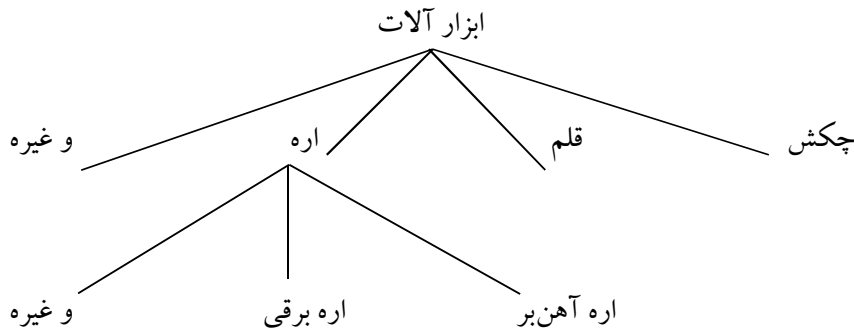 ابزار آلات
چکش قلم اره و غیره
اره آهن‌بر اره برقی و غیره